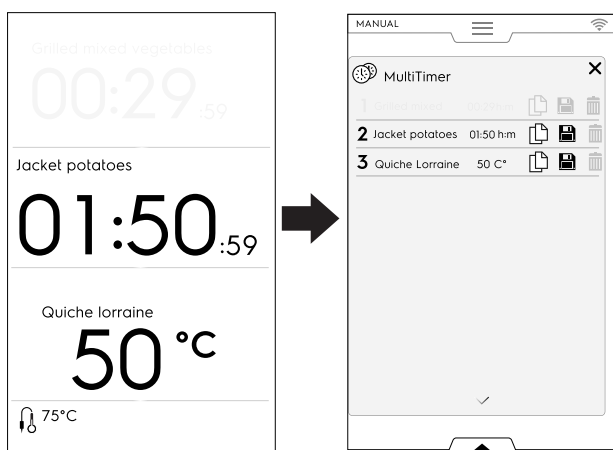 Grilled mixed vegetables
00:29:59
Jacket potatoes
01:50:59
Quiche lorraine
50 °C
75°C
MANUAL
MultiTimer
1 Grilled mixed 00:29 h:m
2 Jacket potatoes 01:50 h:m
3 Quiche Lorraine 50 C°